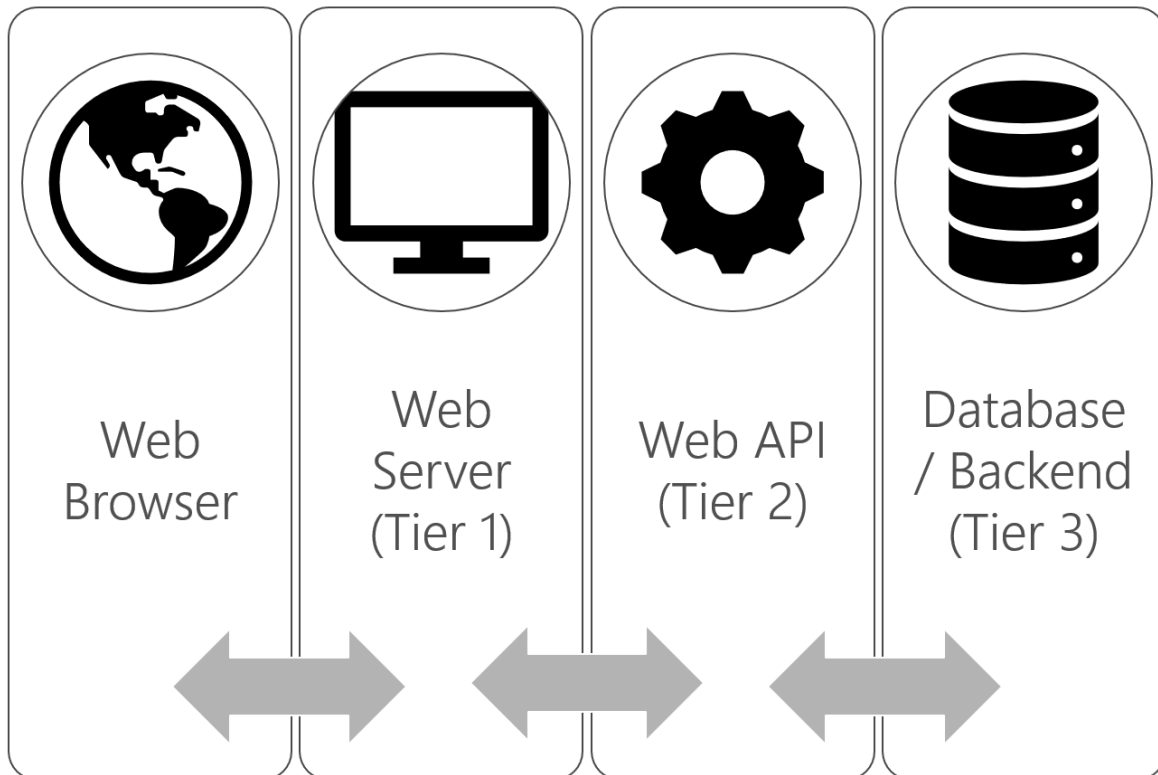 Web
Browser
Web
Server
(Tier 1)
Web API
(Tier 2)
Database
/ Backend
(Tier 3)